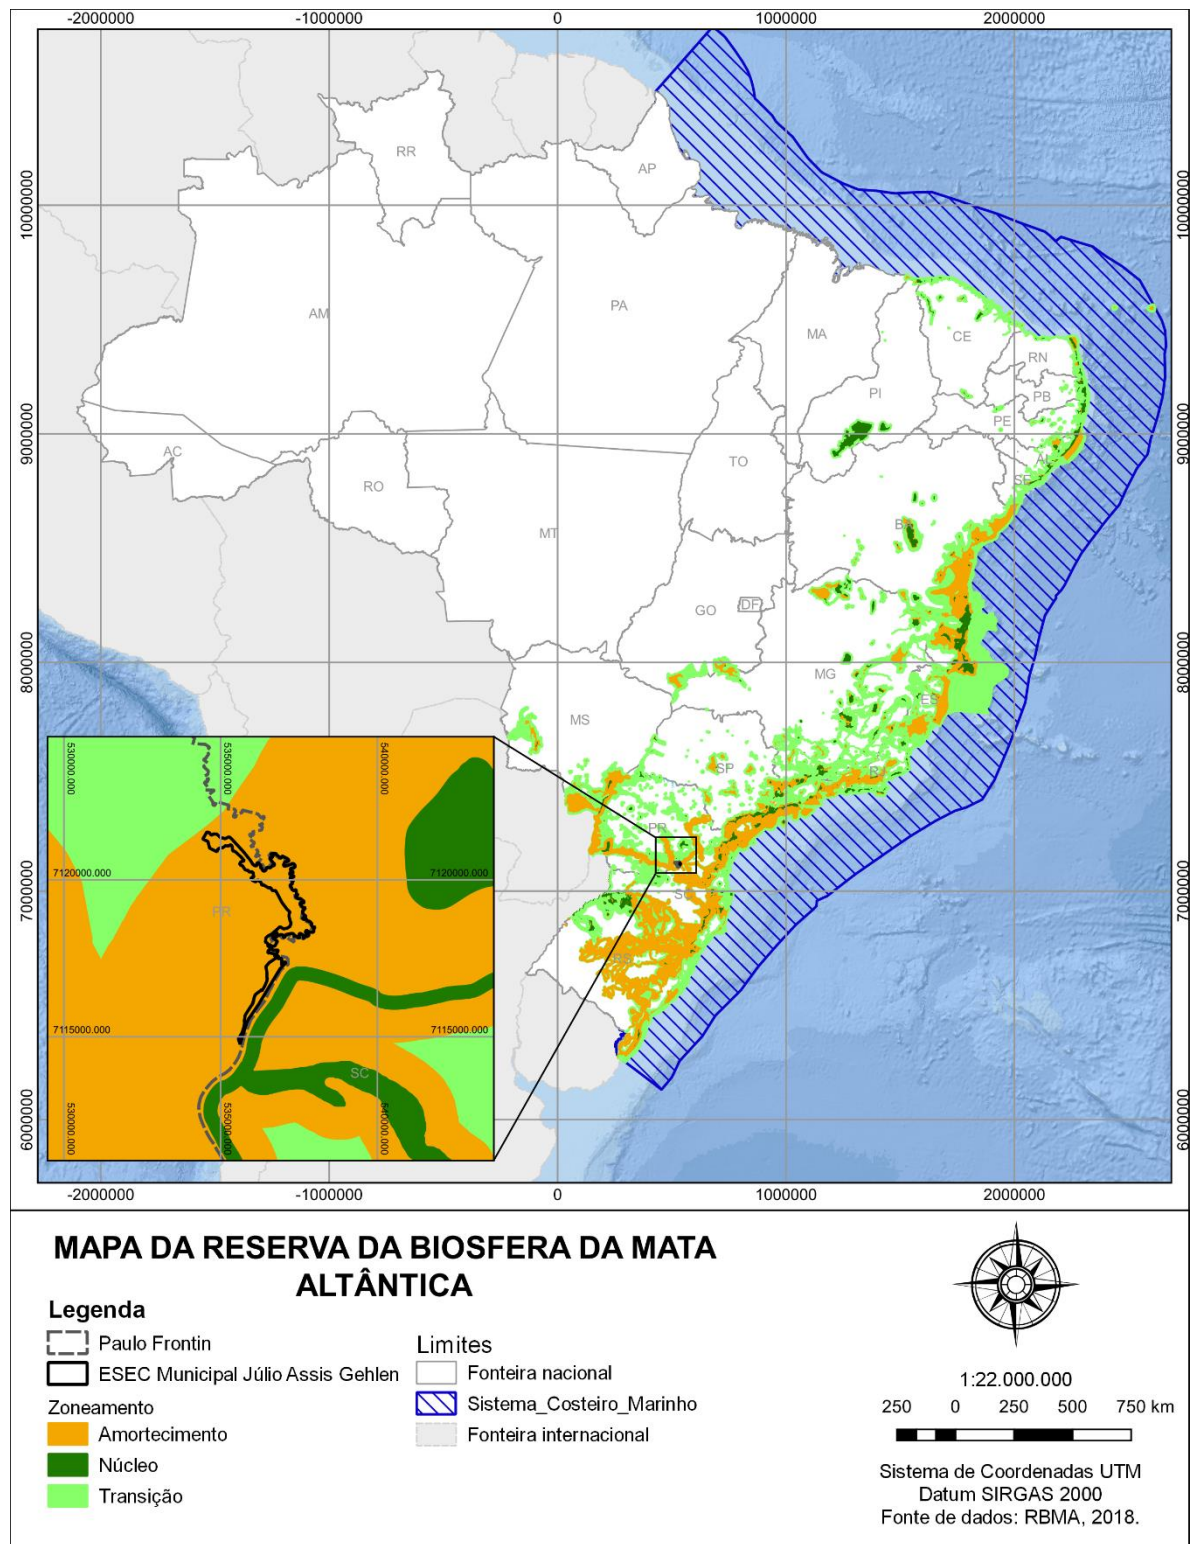 -2000000 -1000000 0 1000000 2000000
10000000
9000000
8000000
7000000
6000000
10000000
9000000
8000000
7000000
6000000
RR
AP
AM
PA
MA
CE
RN
PB
PI
PE
AL
SE
AC
RO
TO
BA
MT
GO
DF
MG
ES
MS
SP
RJ
PR
SC
RS
530000.000 535000.000 540000.000
7120000.000 7120000.000
PR
7115000.000 7115000.000
SC
530000.000 535000.000 540000.000
-2000000 -1000000 0 1000000 2000000
MAPA DA RESERVA DA BIOSFERA DA MATA
ALTÂNTICA
Legenda
Paulo Frontin
ESEC Municipal Júlio Assis Gehlen
Zoneamento
Amortecimento
Núcleo
Transição
Limites
Fonteira nacional
Sistema_Costeiro_Marinho
Fonteira internacional
1:22.000.000
250 0 250 500 750 km
Sistema de Coordenadas UTM
Datum SIRGAS 2000
Fonte de dados: RBMA, 2018.